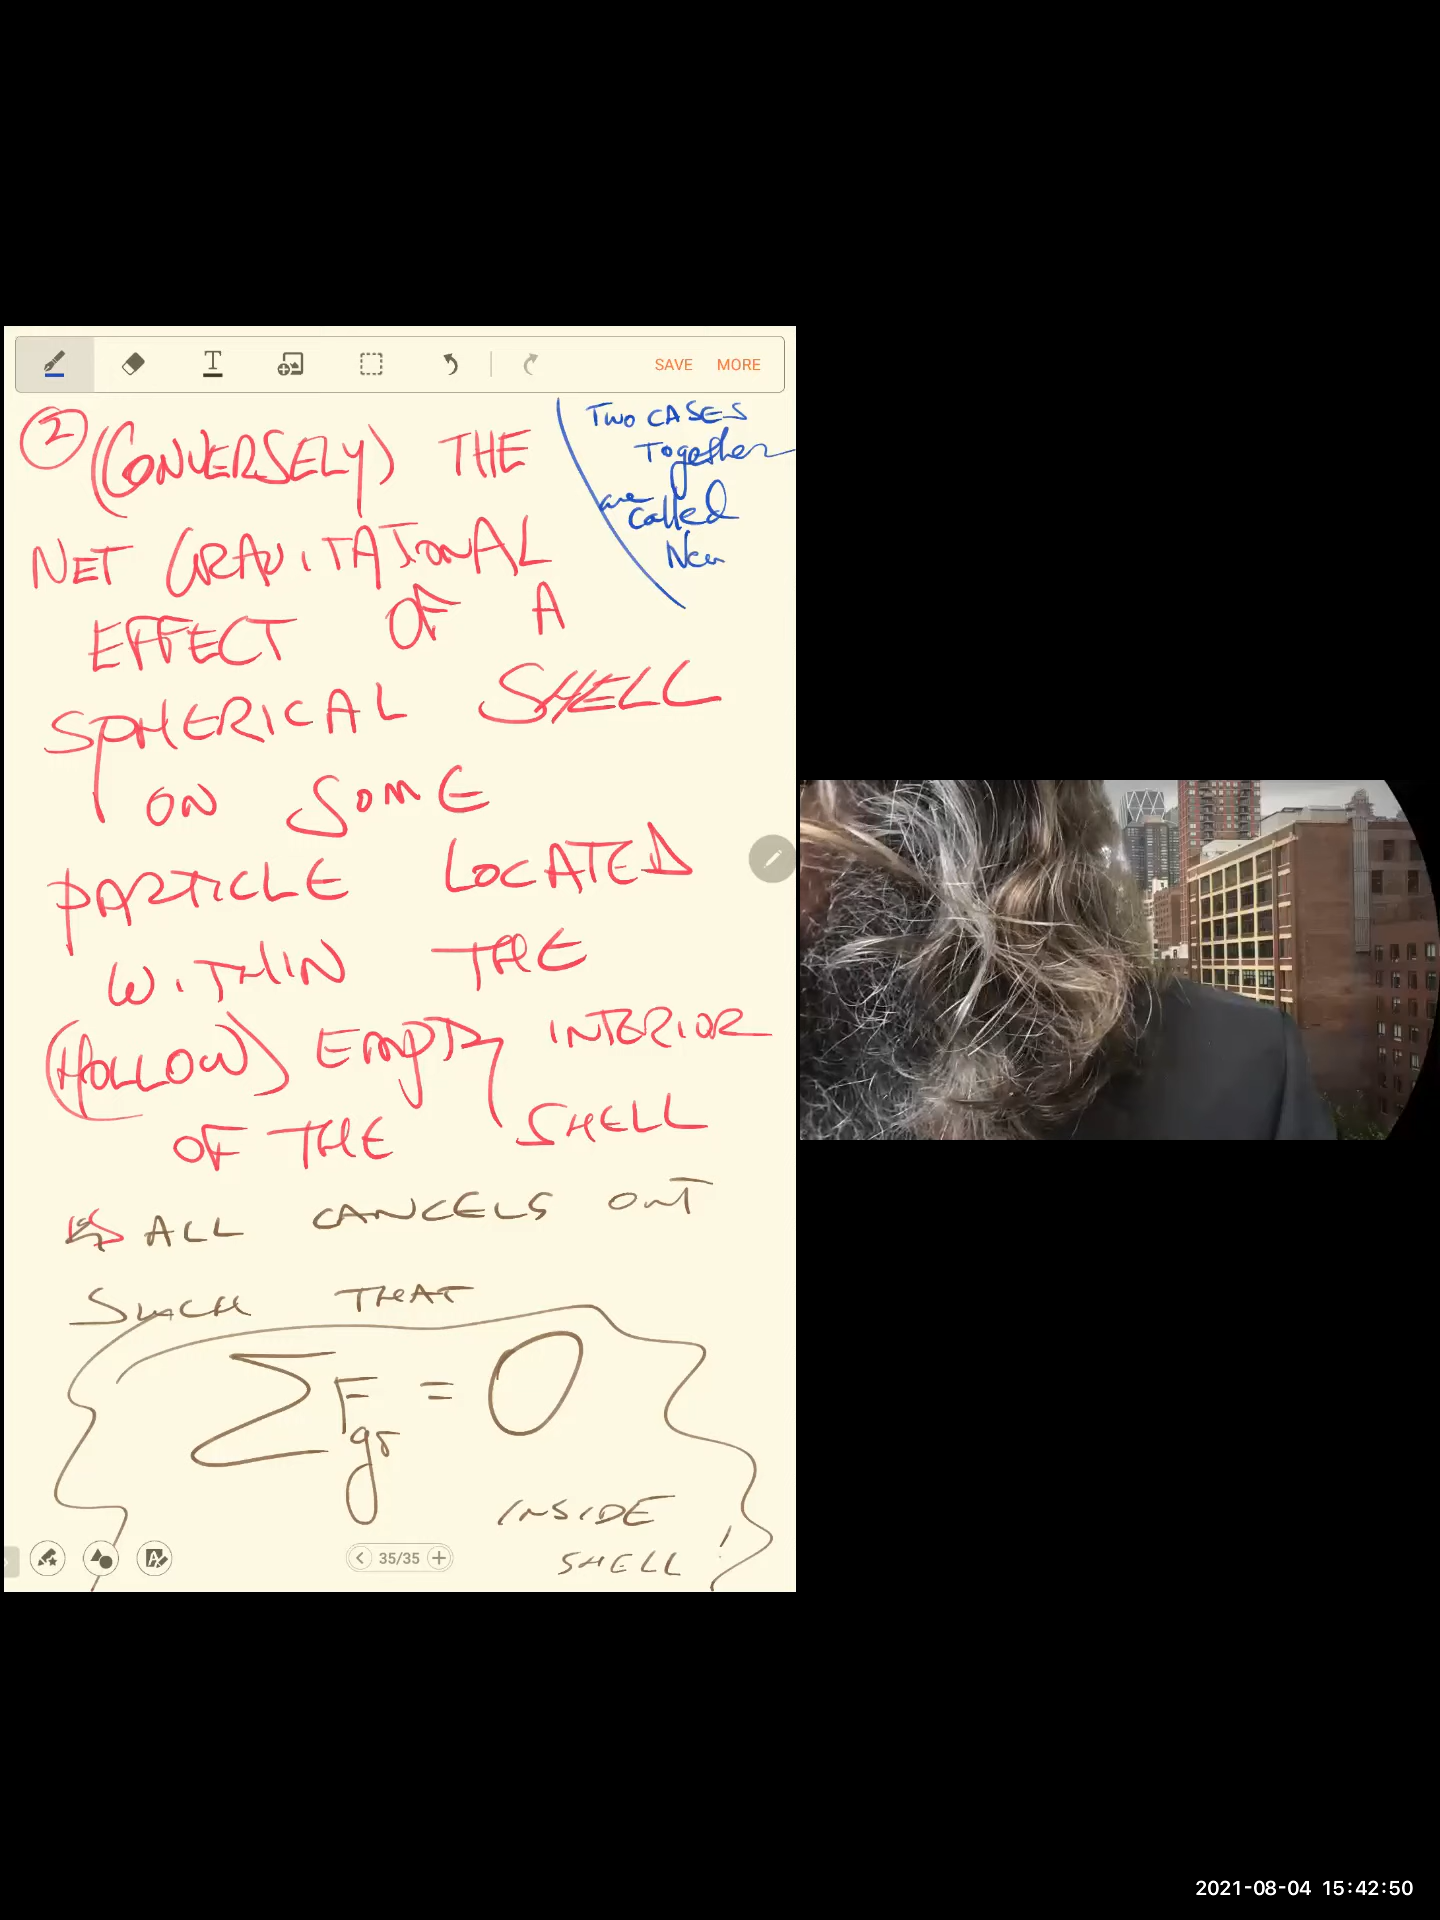 SAVE MORE
② (CONVERSELY) THE
NET GRAVITATIONAL
EFFECT OF A
SPHERICAL SHELL
ON SOME
PARTICLE LOCATED
WITHIN THE
(HOLLOW) EMPTY INTERIOR
OF THE SHELL
IS ALL CANCELS OUT
SUCH THAT
∑F_gr = 0
INSIDE
SHELL!
TWO CASES
Together
are called
New
35/35
2021-08-04 15:42:50